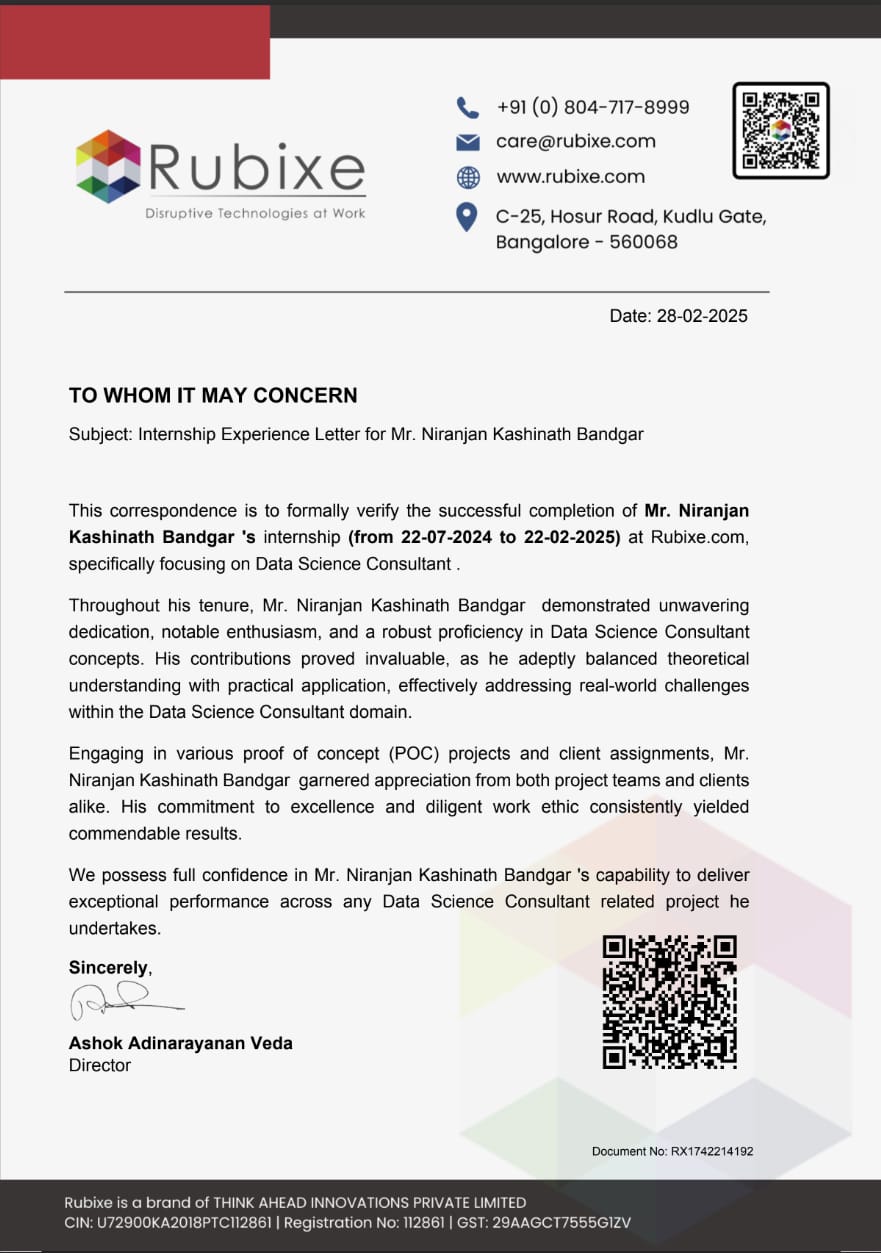 Rubixe
Disruptive Technologies at Work
+91 (0) 804-717-8999
care@rubixe.com
www.rubixe.com
C-25, Hosur Road, Kudlu Gate,
Bangalore - 560068
Date: 28-02-2025
TO WHOM IT MAY CONCERN
Subject: Internship Experience Letter for Mr. Niranjan Kashinath Bandgar
This correspondence is to formally verify the successful completion of Mr. Niranjan
Kashinath Bandgar 's internship (from 22-07-2024 to 22-02-2025) at Rubixe.com,
specifically focusing on Data Science Consultant .
Throughout his tenure, Mr. Niranjan Kashinath Bandgar demonstrated unwavering
dedication, notable enthusiasm, and a robust proficiency in Data Science Consultant
concepts. His contributions proved invaluable, as he adeptly balanced theoretical
understanding with practical application, effectively addressing real-world challenges
within the Data Science Consultant domain.
Engaging in various proof of concept (POC) projects and client assignments, Mr.
Niranjan Kashinath Bandgar garnered appreciation from both project teams and clients
alike. His commitment to excellence and diligent work ethic consistently yielded
commendable results.
We possess full confidence in Mr. Niranjan Kashinath Bandgar 's capability to deliver
exceptional performance across any Data Science Consultant related project he
undertakes.
Sincerely,
Ashok Adinarayanan Veda
Director
Document No: RX1742214192
Rubixe is a brand of THINK AHEAD INNOVATIONS PRIVATE LIMITED
CIN: U72900KA2018PTC112861 | Registration No: 112861 | GST: 29AAGCT7555G1ZV